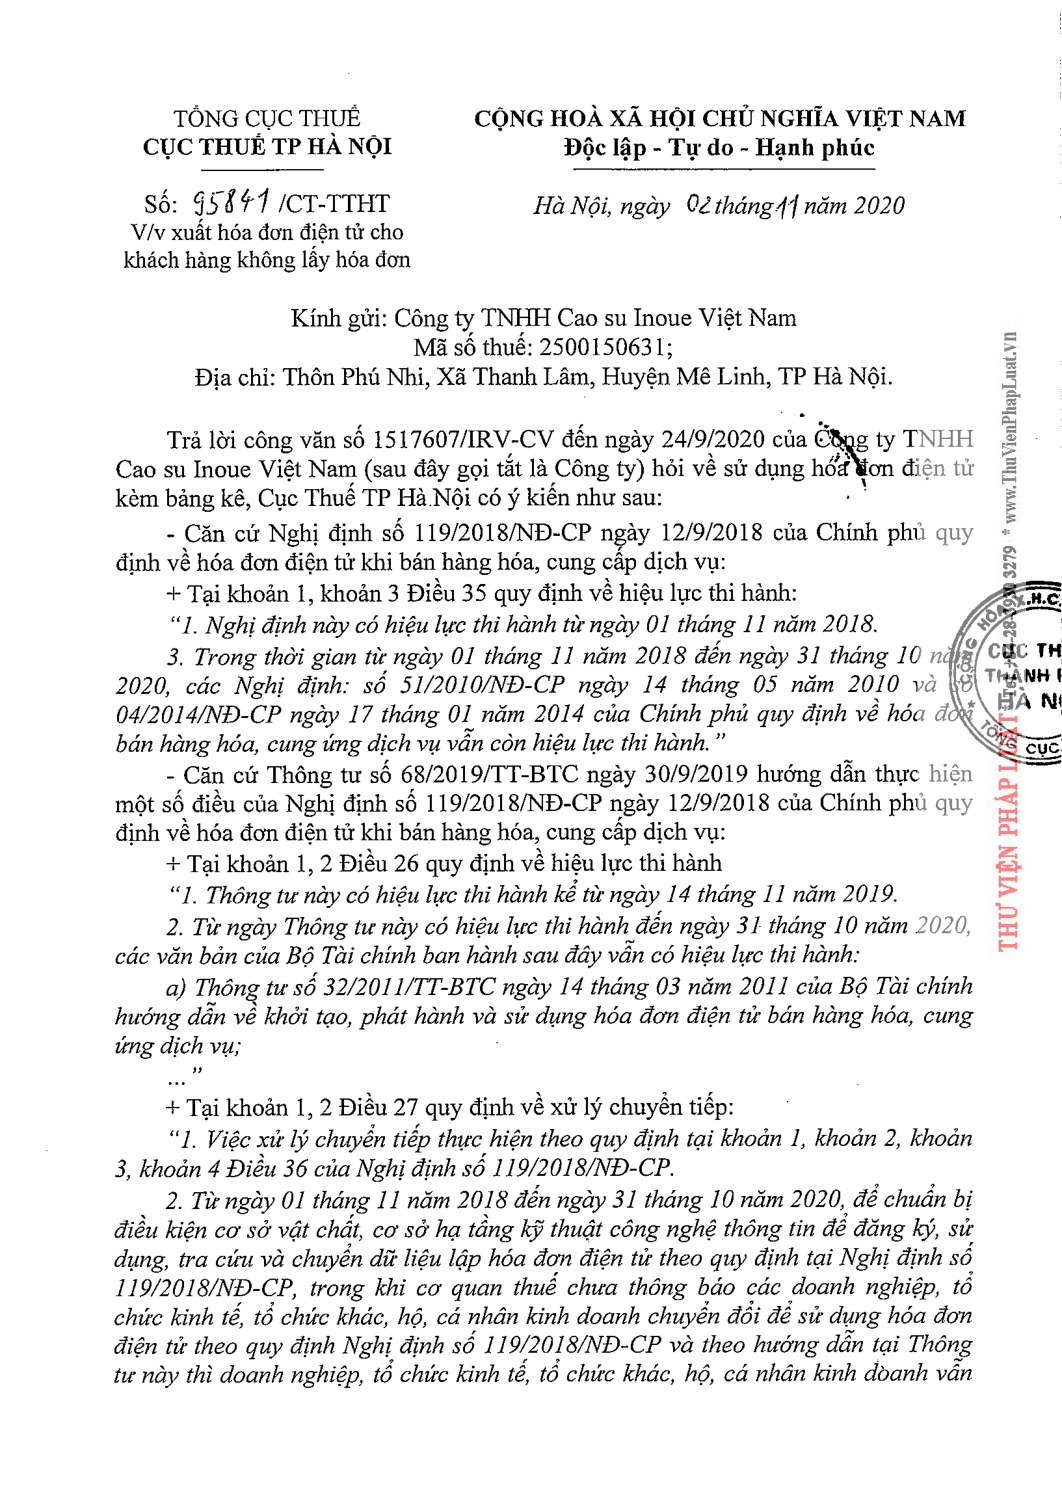 TỔNG CỤC THUẾ
CỤC THUẾ TP HÀ NỘI
CỘNG HOÀ XÃ HỘI CHỦ NGHĨA VIỆT NAM
Độc lập - Tự do - Hạnh phúc
Số: 95841 /CT-TTHT
V/v xuất hóa đơn điện tử cho
khách hàng không lấy hóa đơn
Hà Nội, ngày 02 tháng 11 năm 2020
Kính gửi: Công ty TNHH Cao su Inoue Việt Nam
Mã số thuế: 2500150631;
Địa chỉ: Thôn Phú Nhi, Xã Thanh Lâm, Huyện Mê Linh, TP Hà Nội.
Trả lời công văn số 1517607/IRV-CV đến ngày 24/9/2020 của Công ty TNHH
Cao su Inoue Việt Nam (sau đây gọi tắt là Công ty) hỏi về sử dụng hóa đơn điện tử
kèm bảng kê, Cục Thuế TP Hà Nội có ý kiến như sau:
- Căn cứ Nghị định số 119/2018/NĐ-CP ngày 12/9/2018 của Chính phủ quy
định về hóa đơn điện tử khi bán hàng hóa, cung cấp dịch vụ:
+ Tại khoản 1, khoản 3 Điều 35 quy định về hiệu lực thi hành:
“1. Nghị định này có hiệu lực thi hành từ ngày 01 tháng 11 năm 2018.
3. Trong thời gian từ ngày 01 tháng 11 năm 2018 đến ngày 31 tháng 10 năm
2020, các Nghị định: số 51/2010/NĐ-CP ngày 14 tháng 05 năm 2010 và số
04/2014/NĐ-CP ngày 17 tháng 01 năm 2014 của Chính phủ quy định về hóa đơn
bán hàng hóa, cung ứng dịch vụ vẫn còn hiệu lực thi hành.”
- Căn cứ Thông tư số 68/2019/TT-BTC ngày 30/9/2019 hướng dẫn thực hiện
một số điều của Nghị định số 119/2018/NĐ-CP ngày 12/9/2018 của Chính phủ quy
định về hóa đơn điện tử khi bán hàng hóa, cung cấp dịch vụ:
+ Tại khoản 1, 2 Điều 26 quy định về hiệu lực thi hành
“1. Thông tư này có hiệu lực thi hành kể từ ngày 14 tháng 11 năm 2019.
2. Từ ngày Thông tư này có hiệu lực thi hành đến ngày 31 tháng 10 năm 2020,
các văn bản của Bộ Tài chính ban hành sau đây vẫn có hiệu lực thi hành:
a) Thông tư số 32/2011/TT-BTC ngày 14 tháng 03 năm 2011 của Bộ Tài chính
hướng dẫn về khởi tạo, phát hành và sử dụng hóa đơn điện tử bán hàng hóa, cung
ứng dịch vụ;
...”
+ Tại khoản 1, 2 Điều 27 quy định về xử lý chuyển tiếp:
“1. Việc xử lý chuyển tiếp thực hiện theo quy định tại khoản 1, khoản 2, khoản
3, khoản 4 Điều 36 của Nghị định số 119/2018/NĐ-CP.
2. Từ ngày 01 tháng 11 năm 2018 đến ngày 31 tháng 10 năm 2020, để chuẩn bị
điều kiện cơ sở vật chất, cơ sở hạ tầng kỹ thuật công nghệ thông tin để đăng ký, sử
dụng, tra cứu và chuyển dữ liệu lập hóa đơn điện tử theo quy định tại Nghị định số
119/2018/NĐ-CP, trong khi cơ quan thuế chưa thông báo các doanh nghiệp, tổ
chức kinh tế, tổ chức khác, hộ, cá nhân kinh doanh chuyển đổi để sử dụng hóa đơn
điện tử theo quy định Nghị định số 119/2018/NĐ-CP và theo hướng dẫn tại Thông
tư này thì doanh nghiệp, tổ chức kinh tế, tổ chức khác, hộ, cá nhân kinh doanh vẫn
THƯ VIỆN PHÁP LUẬT 3279 * www.ThuVienPhapLuat.vn
CỤC TH
THÀNH
HÀ N
TỔNG CỤC